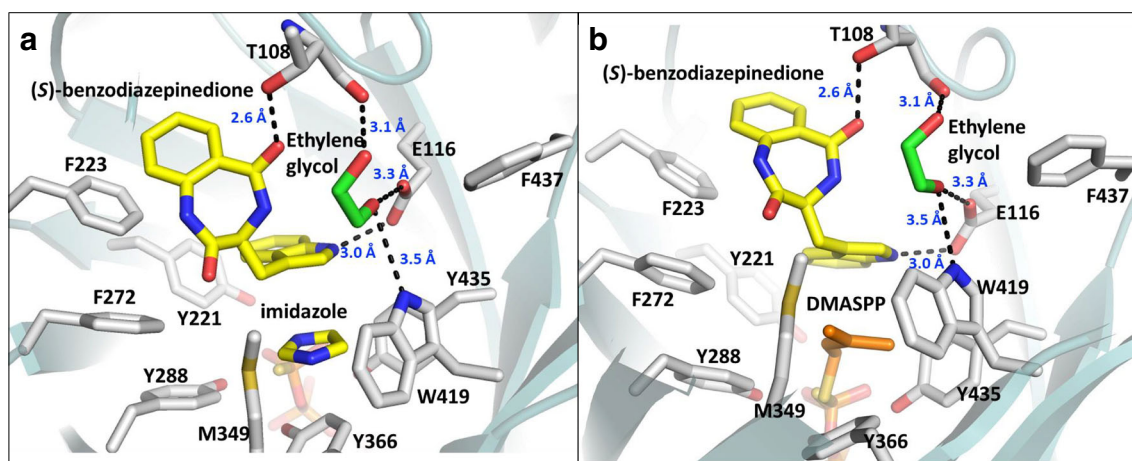 a
T108
(S)-benzodiazepinedione
2.6 Å
3.1 Å
Ethylene
glycol
E116
3.3 Å
F223
F437
3.0 Å
3.5 Å
Y435
F272
Y221
imidazole
Y288
W419
M349
Y366
b
T108
(S)-benzodiazepinedione
2.6 Å
3.1 Å
Ethylene
glycol
F223
3.3 Å
F437
E116
3.5 Å
Y221
3.0 Å
W419
F272
DMASPP
Y288
Y435
M349
Y366